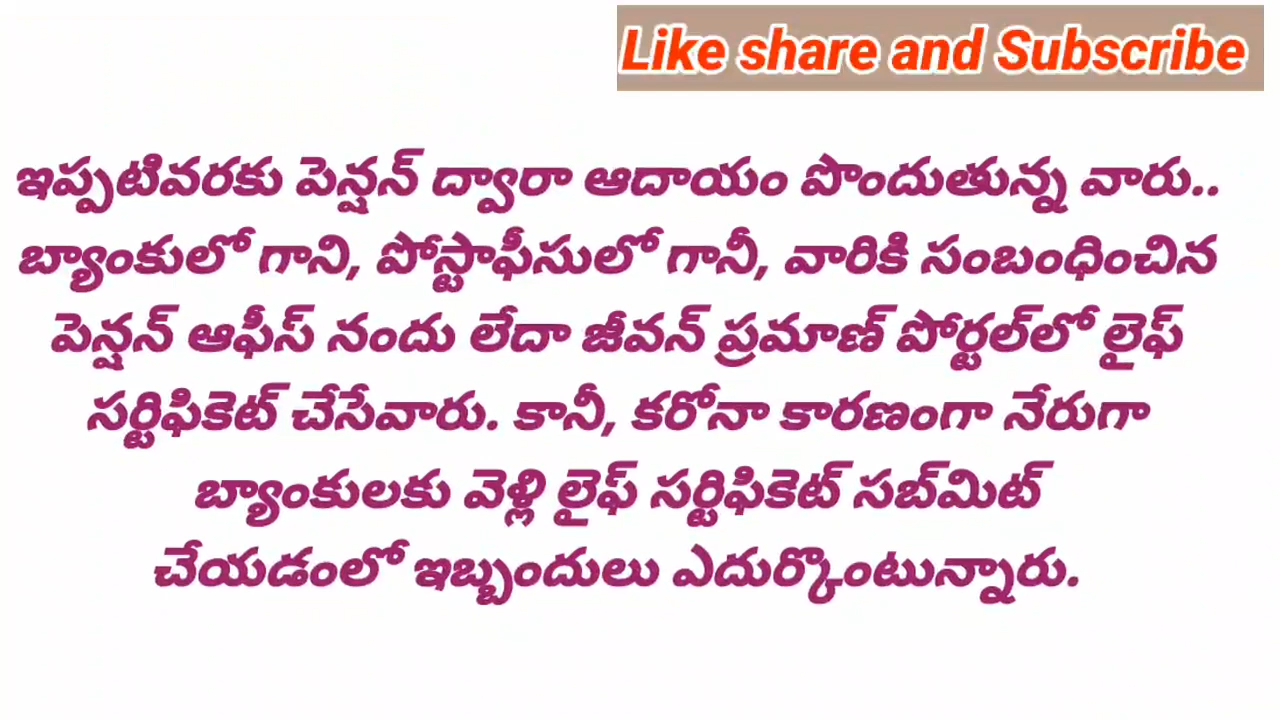 Like share and Subscribe
ఇప్పటివరకు పెన్షన్ ద్వారా ఆదాయం పొందుతున్న వారు..
బ్యాంకులో గాని, పోస్టాఫీసులో గానీ, వారికి సంబంధించిన
పెన్షన్ ఆఫీస్ నందు లేదా జీవన్ ప్రమాణ్ పోర్టల్‌లో లైఫ్
సర్టిఫికెట్ చేసేవారు. కానీ, కరోనా కారణంగా నేరుగా
బ్యాంకులకు వెళ్లి లైఫ్ సర్టిఫికెట్ సబ్‌మిట్
చేయడంలో ఇబ్బందులు ఎదుర్కొంటున్నారు.